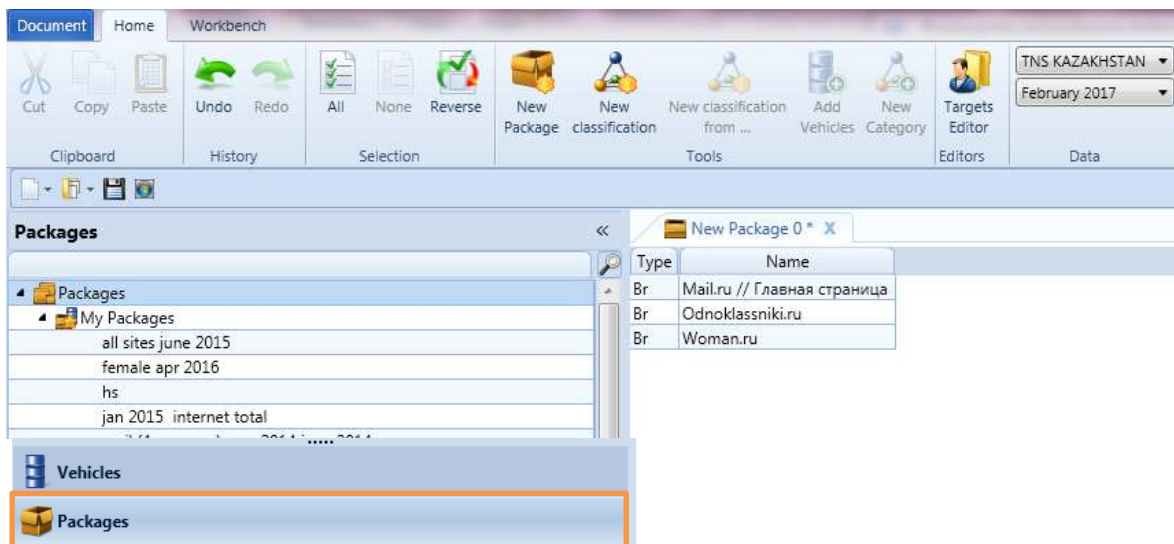 Document Home Workbench
Cut Copy Paste Undo Redo All None Reverse New Package New classification New classification from ... Add Vehicles New Category Targets Editor TNS KAZAKHSTAN
February 2017
Clipboard History Selection Tools Editors Data
Packages «
New Package 0 * X
Type Name
Packages
Br Mail.ru // Главная страница
My Packages
Br Odnoklassniki.ru
all sites june 2015
Br Woman.ru
female apr 2016
hs
jan 2015 internet total
Vehicles
Packages